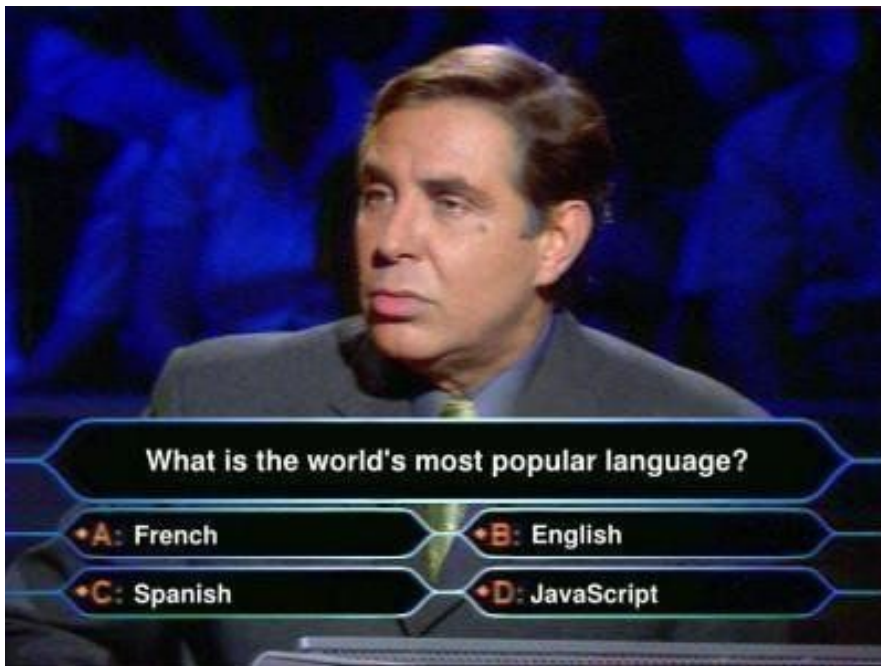 What is the world's most popular language?
A: French
B: English
C: Spanish
D: JavaScript